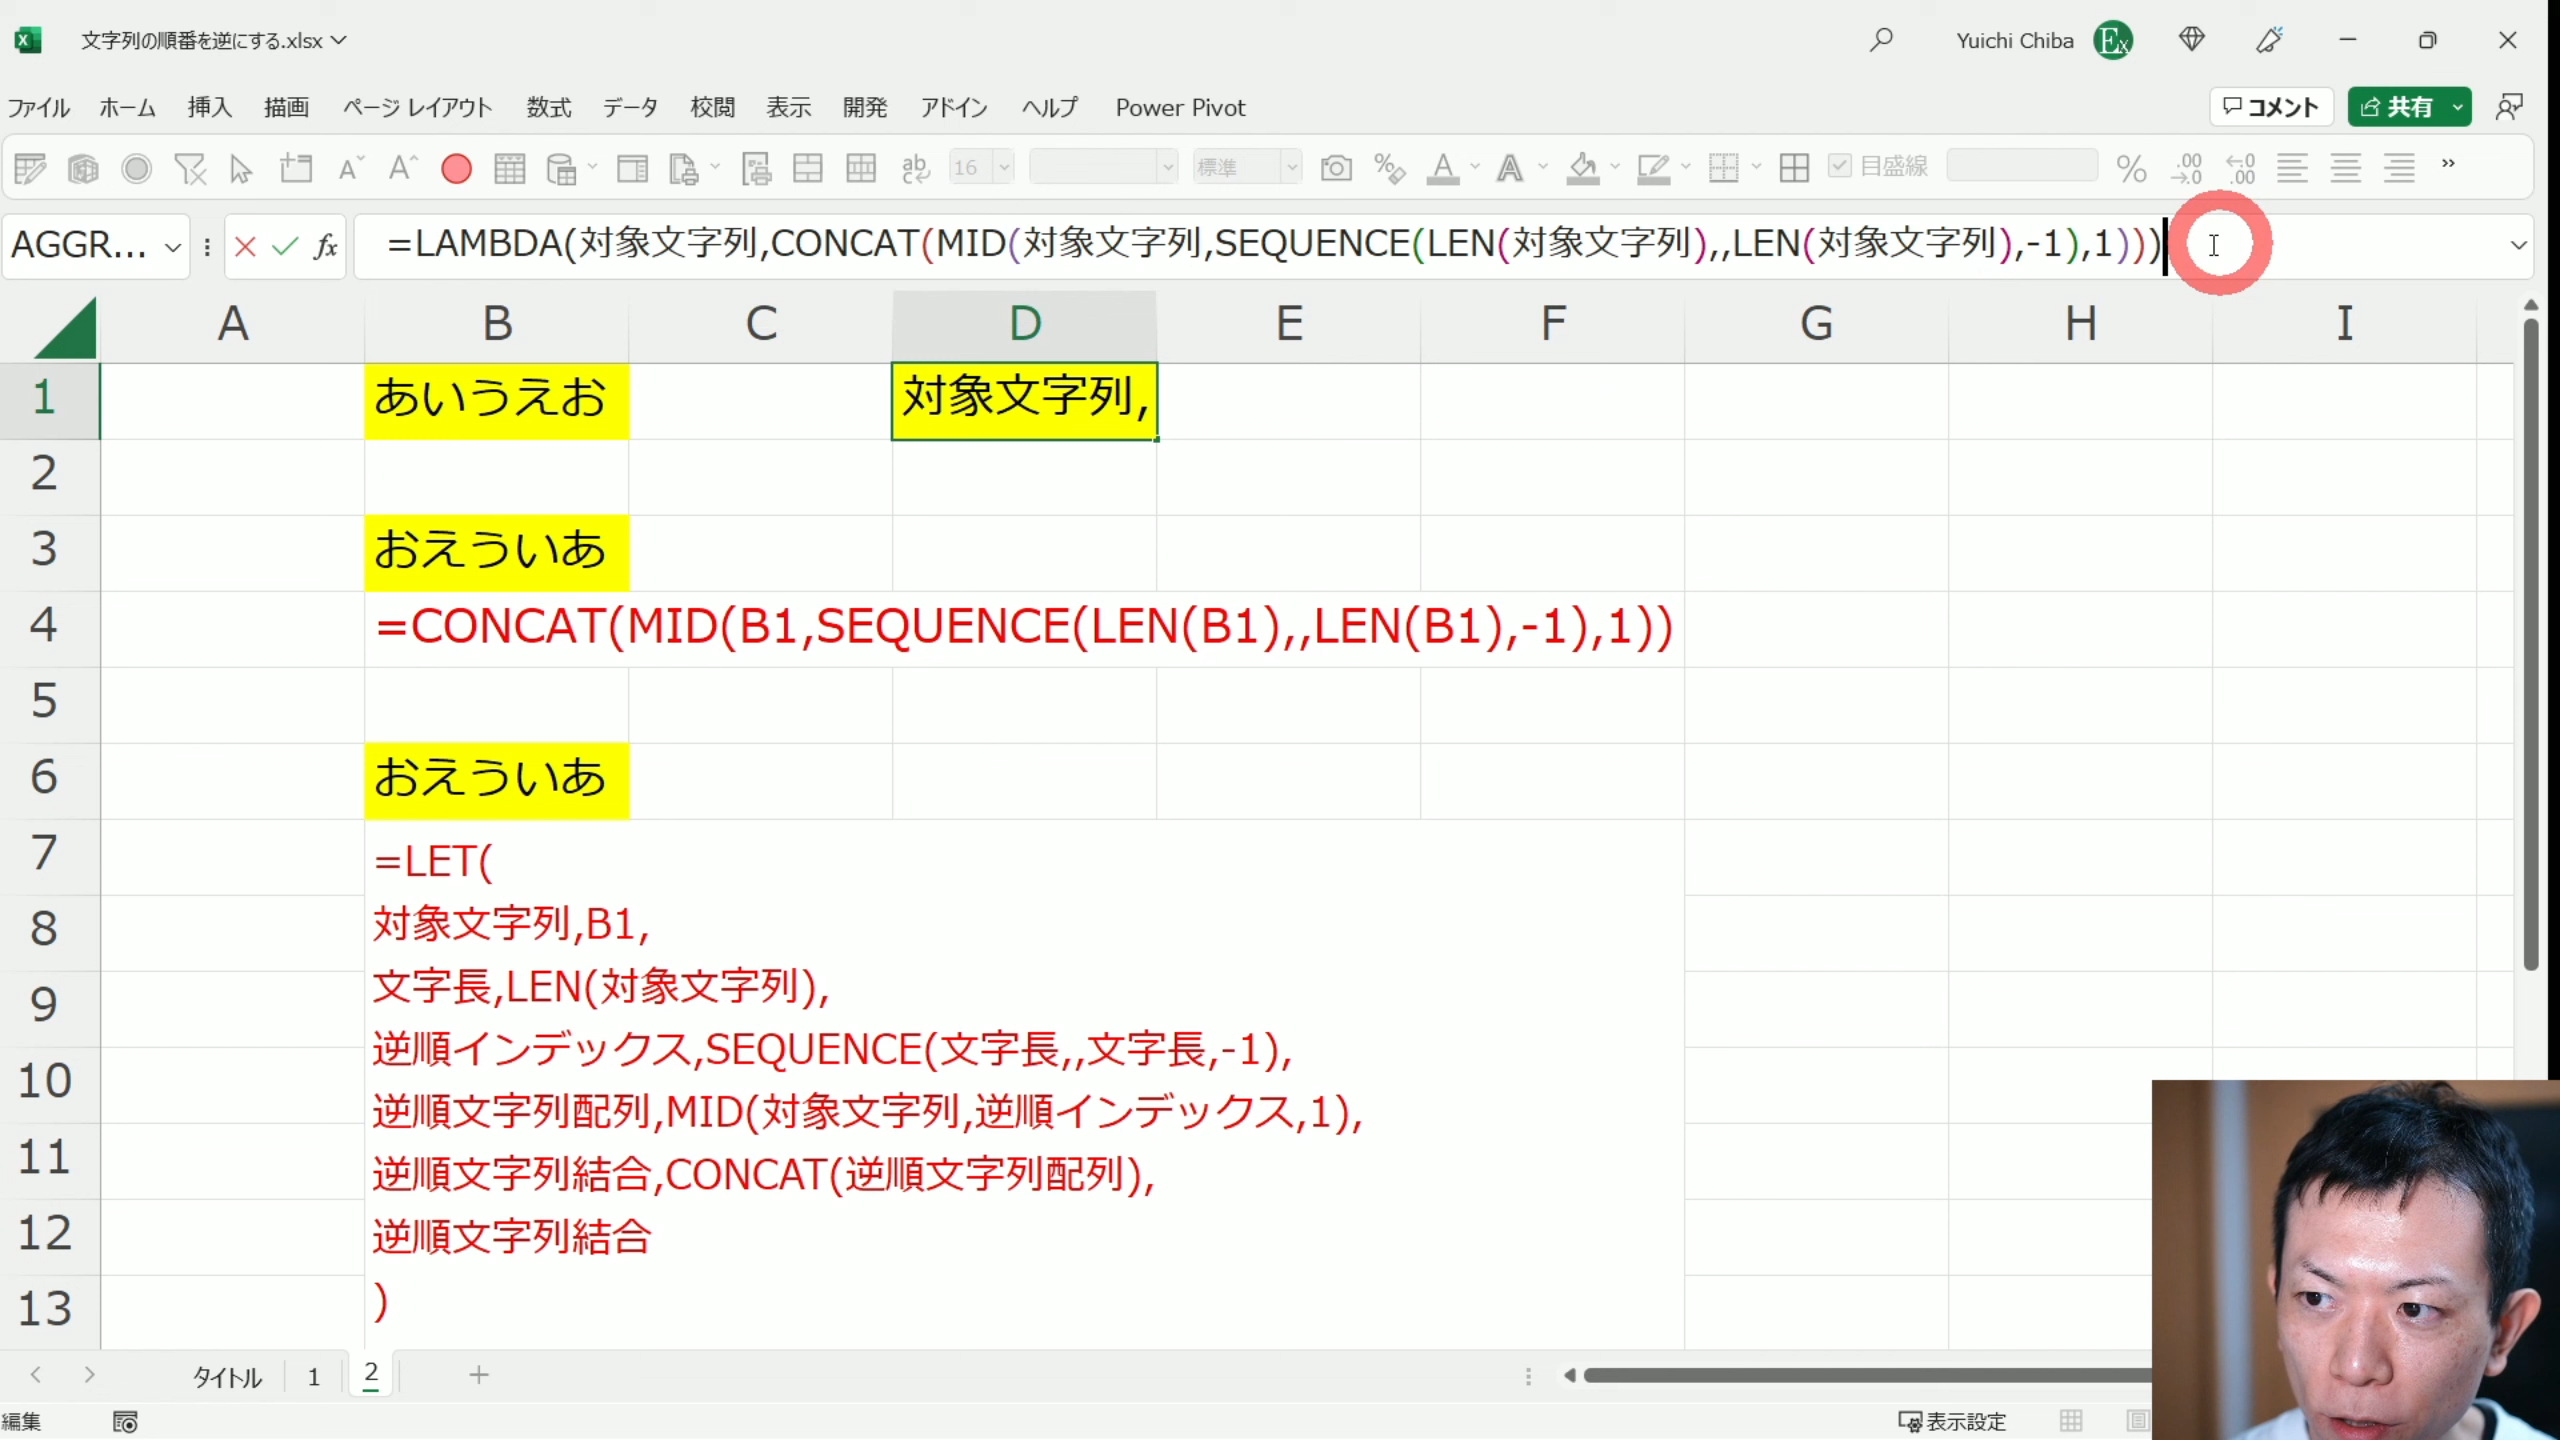 文字列の順番を逆にする.xlsx
Yuichi Chiba
ファイル ホーム 挿入 描画 ページ レイアウト 数式 データ 校閲 表示 開発 アドイン ヘルプ Power Pivot
コメント 共有
16 標準 目盛線
AGGR... fx =LAMBDA(対象文字列,CONCAT(MID(対象文字列,SEQUENCE(LEN(対象文字列),,LEN(対象文字列),-1),1)))
A B C D E F G H I
1 あいうえお 対象文字列,
2
3 おえういあ
4 =CONCAT(MID(B1,SEQUENCE(LEN(B1),,LEN(B1),-1),1))
5
6 おえういあ
7 =LET(
8 対象文字列,B1,
9 文字長,LEN(対象文字列),
逆順インデックス,SEQUENCE(文字長,,文字長,-1),
10
逆順文字列配列,MID(対象文字列,逆順インデックス,1),
11 逆順文字列結合,CONCAT(逆順文字列配列),
12 逆順文字列結合
13 )
タイトル 1 2
編集 表示設定